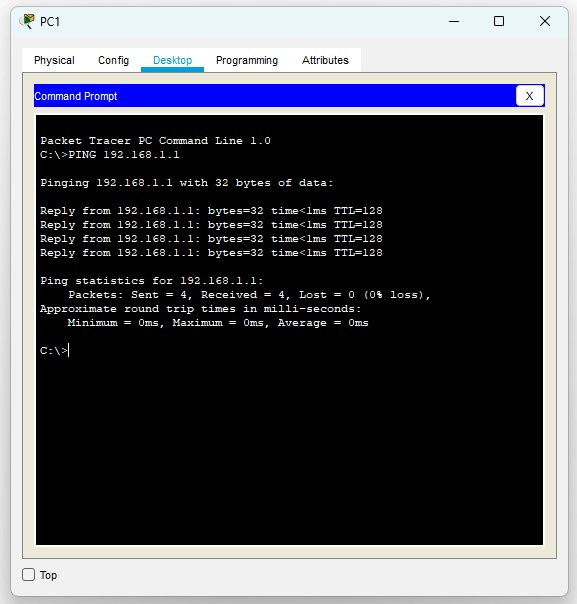 PC1
Physical Config Desktop Programming Attributes
Command Prompt X
Packet Tracer PC Command Line 1.0
C:\>PING 192.168.1.1
Pinging 192.168.1.1 with 32 bytes of data:
Reply from 192.168.1.1: bytes=32 time<1ms TTL=128
Reply from 192.168.1.1: bytes=32 time<1ms TTL=128
Reply from 192.168.1.1: bytes=32 time<1ms TTL=128
Reply from 192.168.1.1: bytes=32 time<1ms TTL=128
Ping statistics for 192.168.1.1:
Packets: Sent = 4, Received = 4, Lost = 0 (0% loss),
Approximate round trip times in milli-seconds:
Minimum = 0ms, Maximum = 0ms, Average = 0ms
C:\>
Top